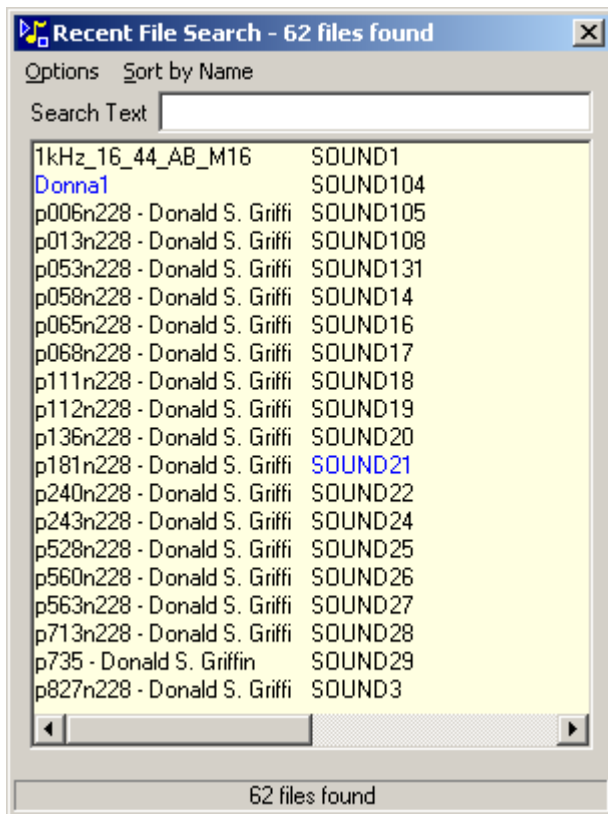 Recent File Search - 62 files found
Options Sort by Name
Search Text
1kHz_16_44_AB_M16 SOUND1
Donna1 SOUND104
p006n228 - Donald S. Griffi SOUND105
p013n228 - Donald S. Griffi SOUND108
p053n228 - Donald S. Griffi SOUND131
p058n228 - Donald S. Griffi SOUND14
p065n228 - Donald S. Griffi SOUND16
p068n228 - Donald S. Griffi SOUND17
p111n228 - Donald S. Griffi SOUND18
p112n228 - Donald S. Griffi SOUND19
p136n228 - Donald S. Griffi SOUND20
p181n228 - Donald S. Griffi SOUND21
p240n228 - Donald S. Griffi SOUND22
p243n228 - Donald S. Griffi SOUND24
p528n228 - Donald S. Griffi SOUND25
p560n228 - Donald S. Griffi SOUND26
p563n228 - Donald S. Griffi SOUND27
p713n228 - Donald S. Griffi SOUND28
p735 - Donald S. Griffin SOUND29
p827n228 - Donald S. Griffi SOUND3
62 files found